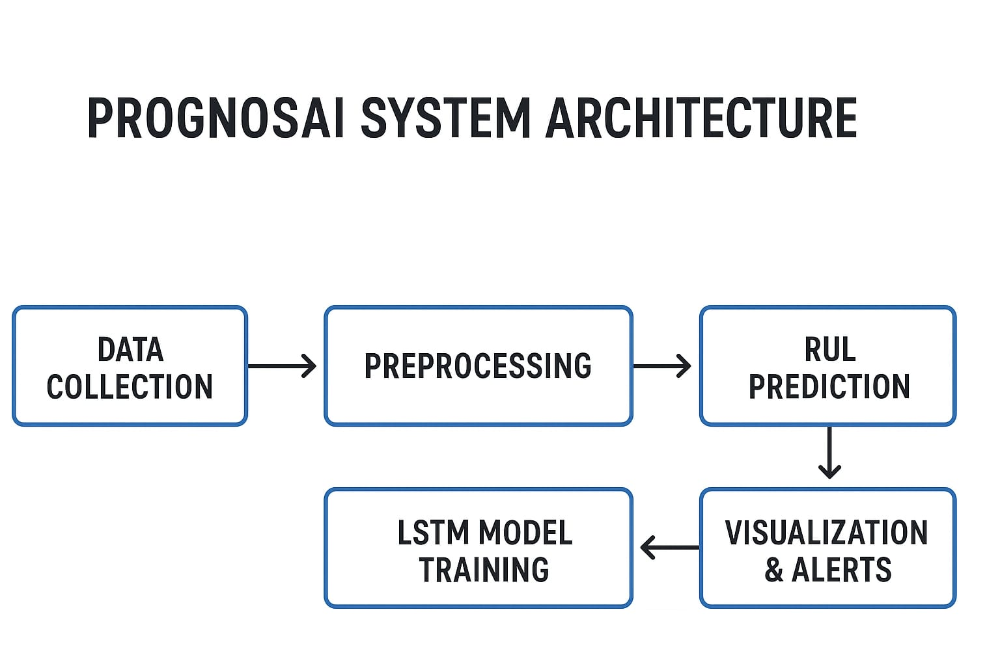 PROGNOSAI SYSTEM ARCHITECTURE
DATA
COLLECTION
PREPROCESSING
RUL
PREDICTION
LSTM MODEL
TRAINING
VISUALIZATION
& ALERTS